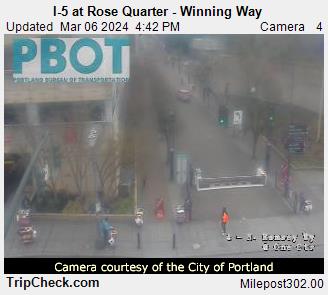 I-5 at Rose Quarter - Winning Way
Updated Mar 06 2024 4:42 PM Camera 4
PBOT
PORTLAND BUREAU OF TRANSPORTATION
Camera courtesy of the City of Portland
TripCheck.com Milepost302.00